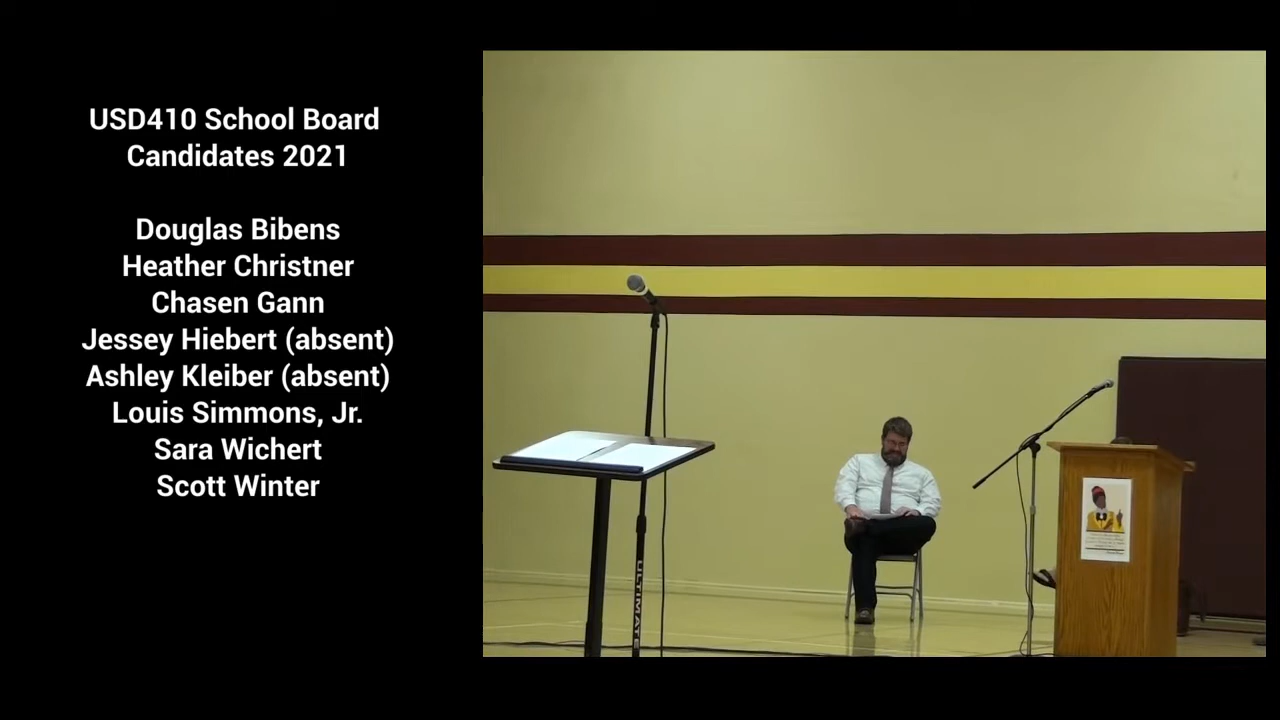 USD410 School Board
Candidates 2021
Douglas Bibens
Heather Christner
Chasen Gann
Jessey Hiebert (absent)
Ashley Kleiber (absent)
Louis Simmons, Jr.
Sara Wichert
Scott Winter
ULTIMATE